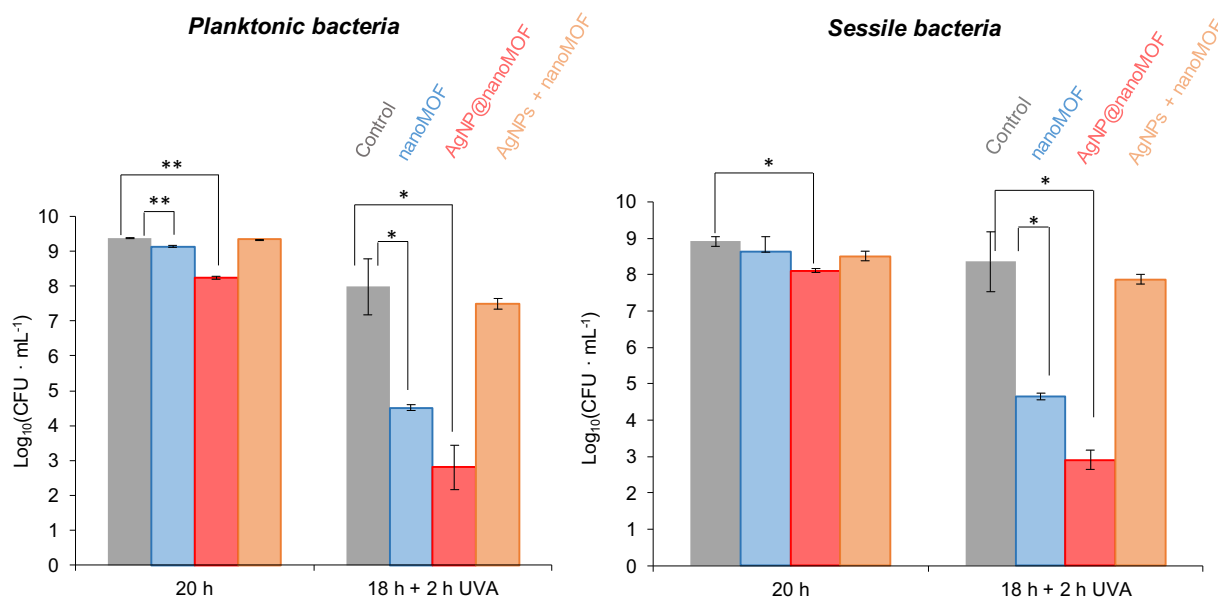 Planktonic bacteria
Control
nanoMOF
AgNP@nanoMOF
AgNPs + nanoMOF
**
**
*
*
Log₁₀(CFU · mL⁻¹)
10
9
8
7
6
5
4
3
2
1
0
20 h
18 h + 2 h UVA
Sessile bacteria
Control
nanoMOF
AgNP@nanoMOF
AgNPs + nanoMOF
*
*
*
Log₁₀(CFU · mL⁻¹)
10
9
8
7
6
5
4
3
2
1
0
20 h
18 h + 2 h UVA